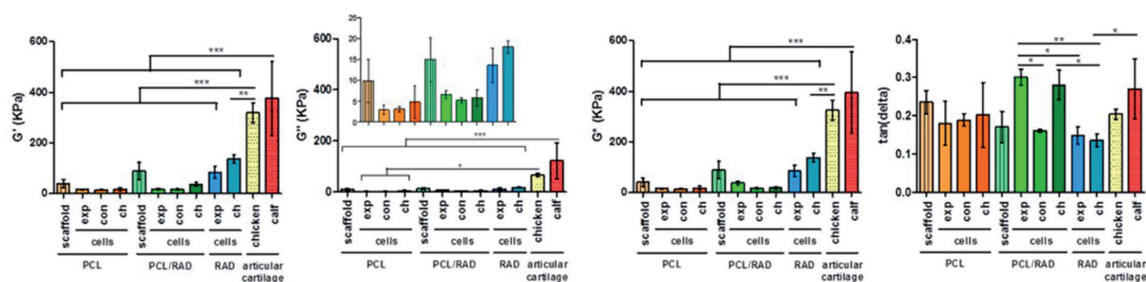 G' (KPa)
600
400
200
0
***
***
**
scaffold
exp
con
ch
scaffold
exp
con
ch
exp
ch
chicken
calf
cells
cells
cells
PCL
PCL/RAD
RAD
articular
cartilage
G" (KPa)
600
400
200
0
25
20
15
10
5
0
***
*
scaffold
exp
con
ch
scaffold
exp
con
ch
exp
ch
chicken
calf
cells
cells
cells
PCL
PCL/RAD
RAD
articular
cartilage
G* (KPa)
600
400
200
0
***
***
**
scaffold
exp
con
ch
scaffold
exp
con
ch
exp
ch
chicken
calf
cells
cells
cells
PCL
PCL/RAD
RAD
articular
cartilage
tan(delta)
0.4
0.3
0.2
0.1
0.0
*
**
*
*
*
scaffold
exp
con
ch
scaffold
exp
con
ch
exp
ch
chicken
calf
cells
cells
cells
PCL
PCL/RAD
RAD
articular
cartilage